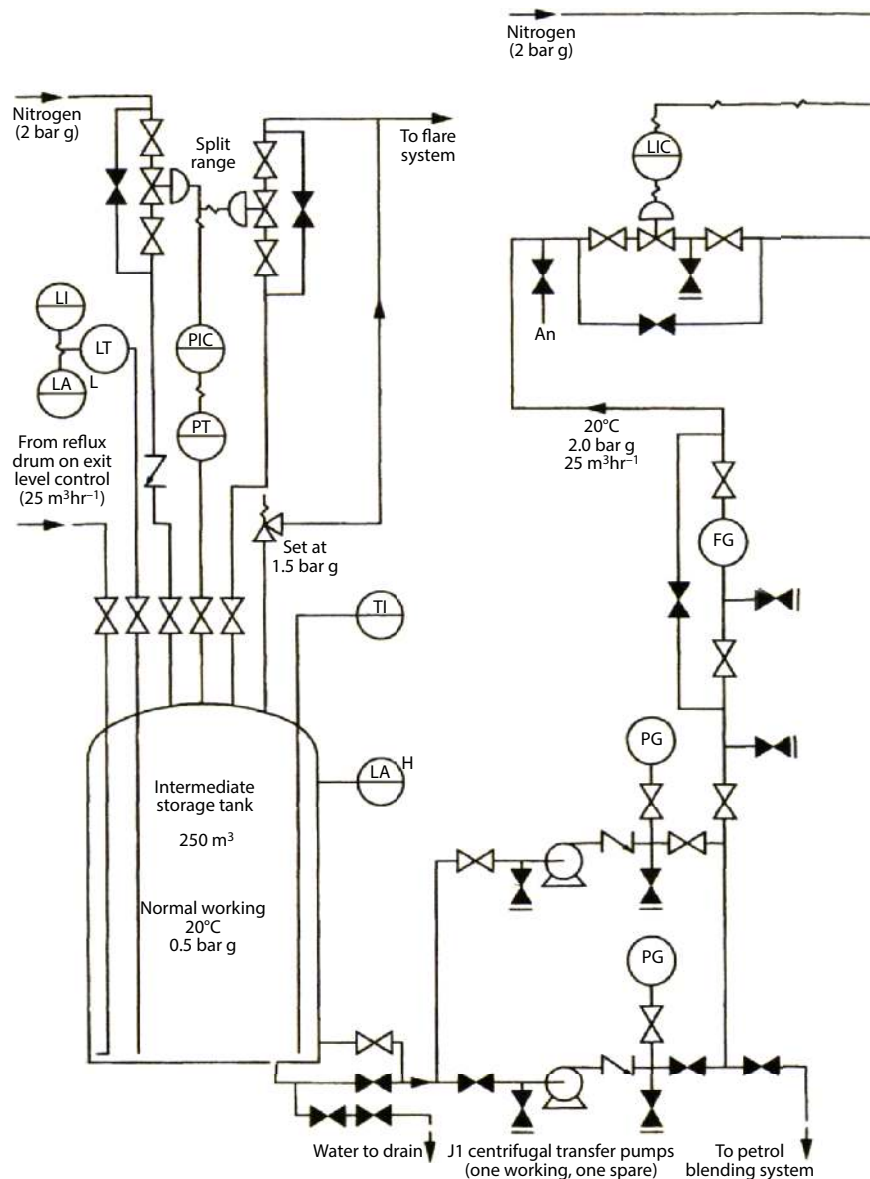 Nitrogen
(2 bar g)
Nitrogen
(2 bar g)
Split
range
To flare
system
LIC
LI
LT
LA
L
PIC
An
PT
From reflux
drum on exit
level control
(25 m³hr⁻¹)
20°C
2.0 bar g
25 m³hr⁻¹
Set at
1.5 bar g
FG
TI
PG
LA
H
Intermediate
storage tank
250 m³
Normal working
20°C
0.5 bar g
PG
Water to drain
J1 centrifugal transfer pumps
(one working, one spare)
To petrol
blending system